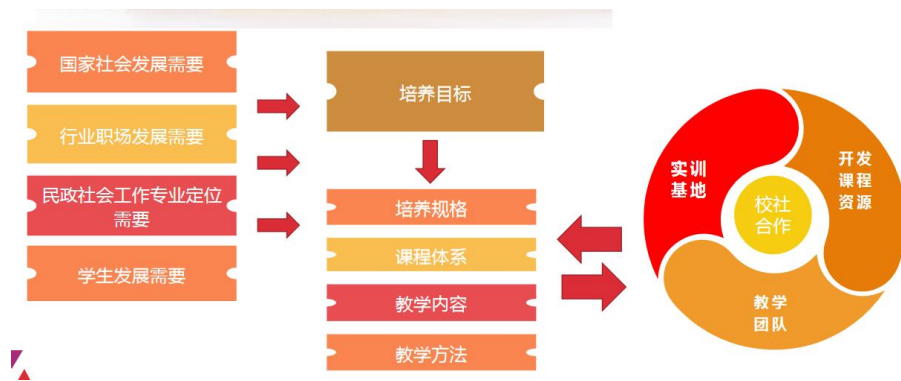 国家社会发展需要
行业职场发展需要
民政社会工作专业定位
需要
学生发展需要
培养目标
培养规格
课程体系
教学内容
教学方法
实训
基地
开发
课程
资源
校社
合作
教学
团队